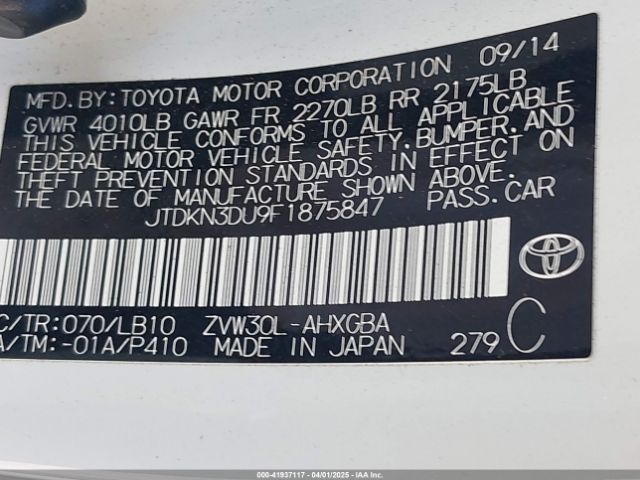 MFD.BY:TOYOTA MOTOR CORPORATION 09/14
GVWR 4010LB GAWR FR 2270LB RR 2175LB
THIS VEHICLE CONFORMS TO ALL APPLICABLE
FEDERAL MOTOR VEHICLE SAFETY,BUMPER,AND
THEFT PREVENTION STANDARDS IN EFFECT ON
THE DATE OF MANUFACTURE SHOWN ABOVE.
JTDKN3DU9F1875847 PASS.CAR
C/TR:070/LB10 ZVW30L-AHXGBA
A/TM:-01A/P410 MADE IN JAPAN 279 C
000-41937117 - 04/01/2025 - IAA